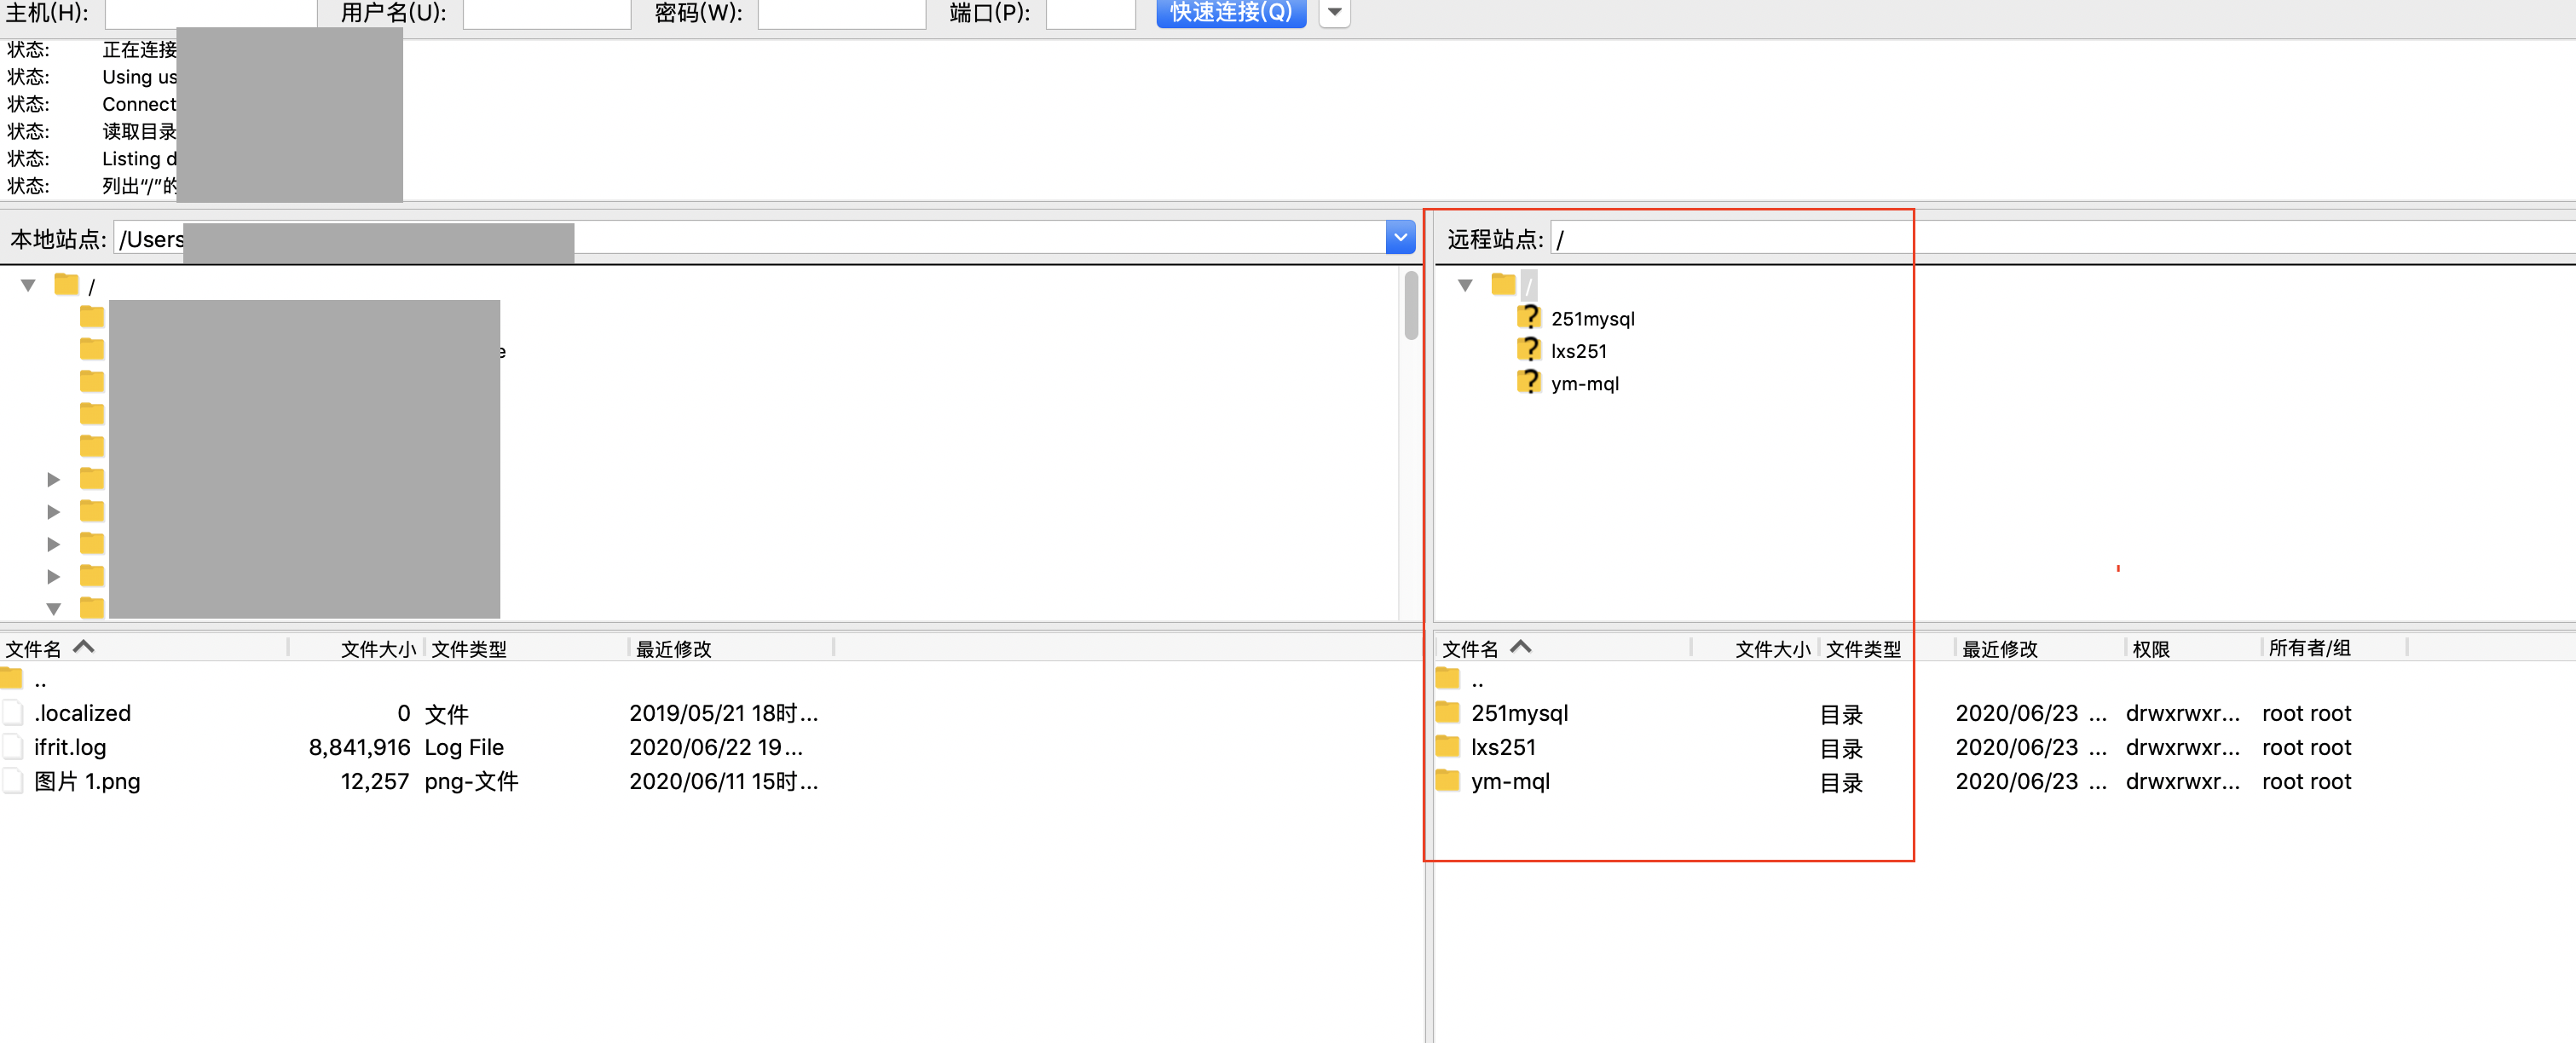 主机(H): 用户名(U): 密码(W): 端口(P): 快速连接(Q)
状态: 正在连接
状态: Using us
状态: Connect
状态: 读取目录
状态: Listing d
状态: 列出“/”的
本地站点: /Users
远程站点: /
/
/
251mysql
lxs251
ym-mql
文件名 文件大小 文件类型 最近修改
..
.localized 0 文件 2019/05/21 18时...
ifrit.log 8,841,916 Log File 2020/06/22 19...
图片 1.png 12,257 png-文件 2020/06/11 15时...
文件名 文件大小 文件类型 最近修改 权限 所有者/组
..
251mysql 目录 2020/06/23 ... drwxrwxr... root root
lxs251 目录 2020/06/23 ... drwxrwxr... root root
ym-mql 目录 2020/06/23 ... drwxrwxr... root root